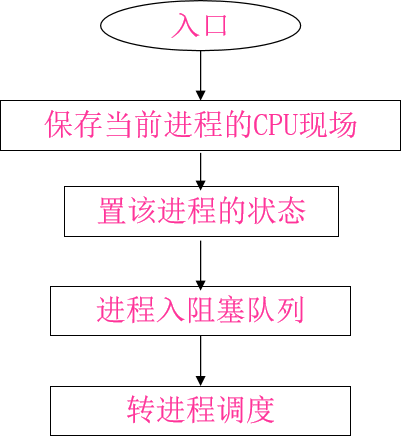 入口
保存当前进程的CPU现场
置该进程的状态
进程入阻塞队列
转进程调度